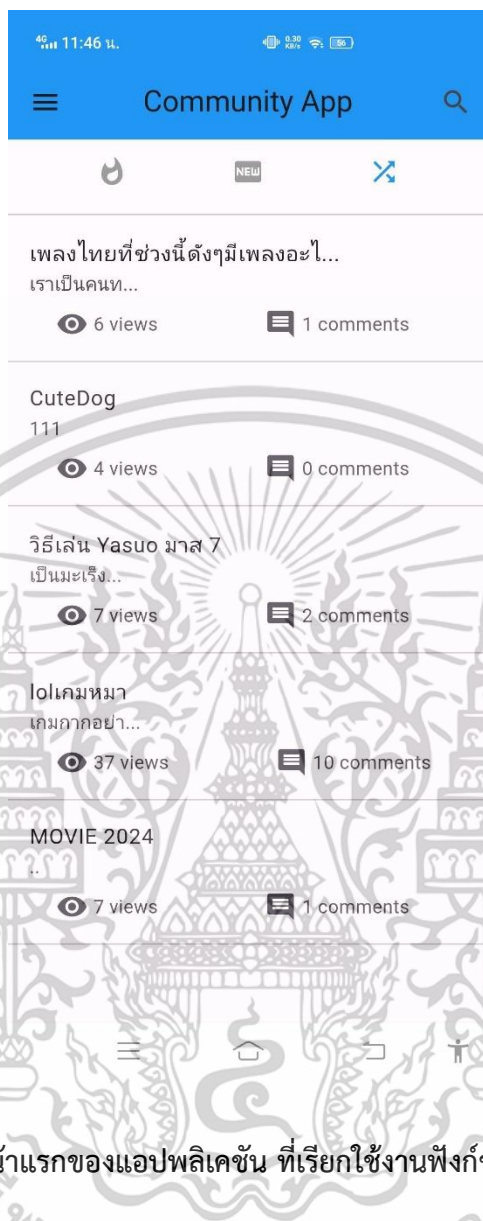 4G 11:46 น. 0.30 KB/s 56
Community App
NEW
เพลงไทยที่ช่วงนี้ดังๆมีเพลงอะไ...
เราเป็นคนท...
6 views 1 comments
CuteDog
111
4 views 0 comments
วิธีเล่น Yasuo มาส 7
เป็นมะเร็ง...
7 views 2 comments
lolเกมหมา
เกมกากอย่า...
37 views 10 comments
MOVIE 2024
..
7 views 1 comments
น้าแรกของแอปพลิเคชัน ที่เรียกใช้งานฟังก์ช